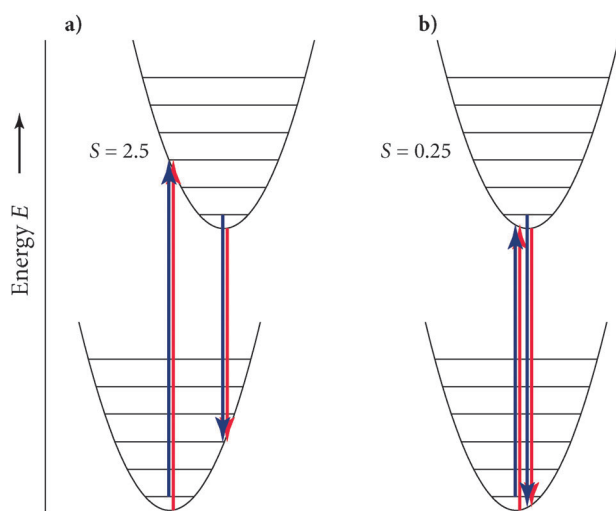 a)
b)
S = 2.5
S = 0.25
Energy E